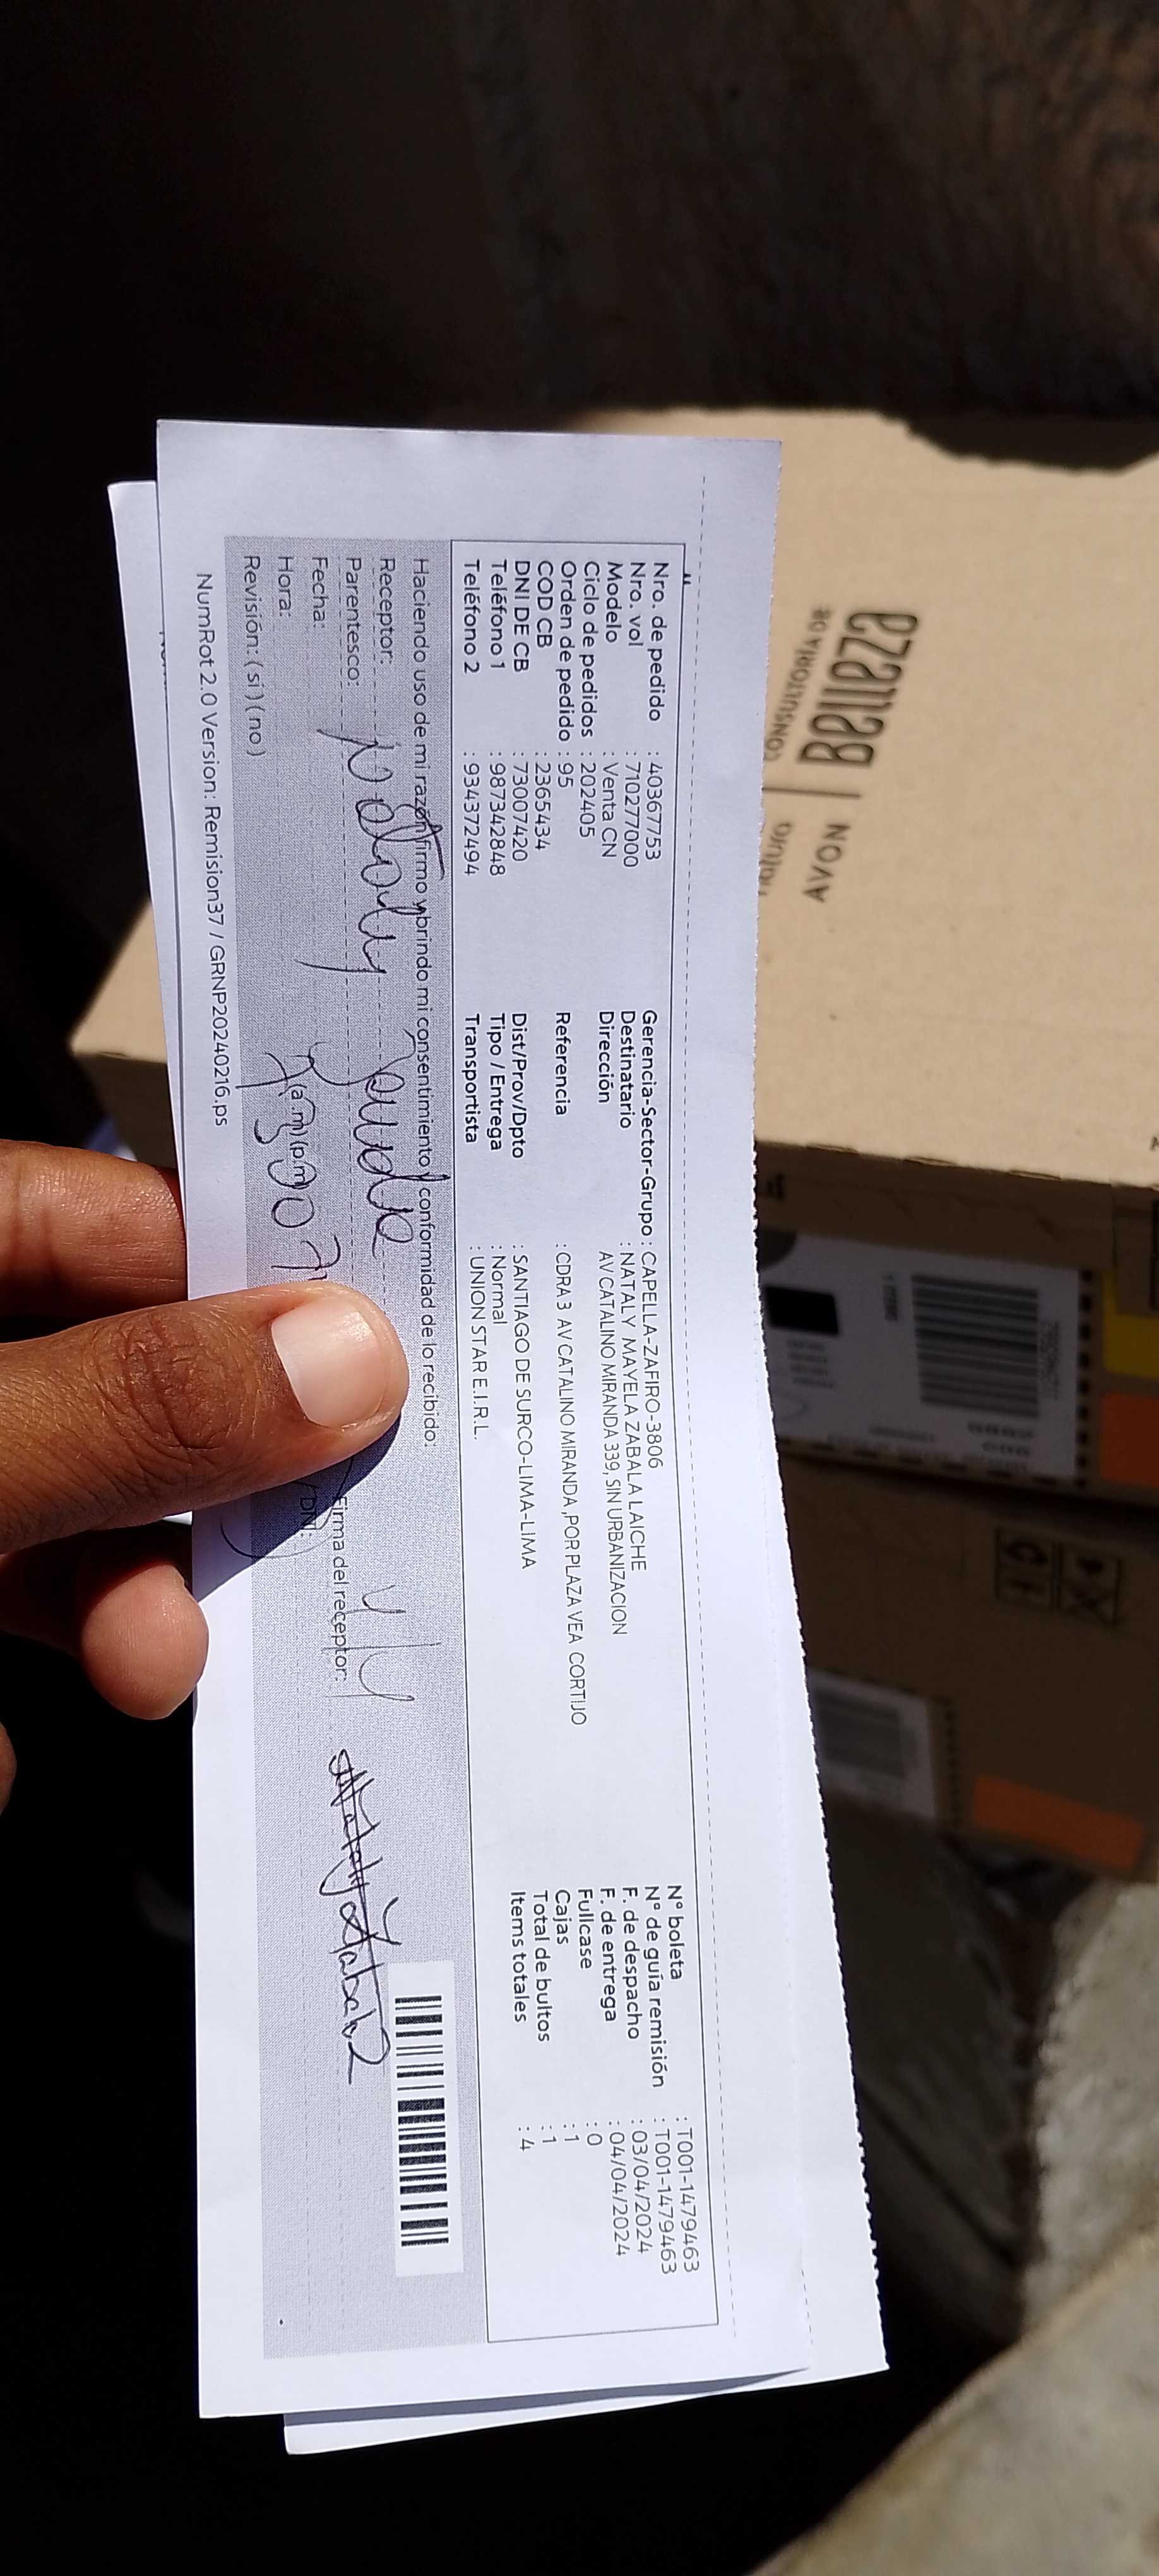 Nro. de pedido : 40367753
Nro. vol : 710277000
Modelo : Venta CN
Ciclo de pedidos : 202405
Orden de pedido : 95
COD CB : 2365434
DNI DE CB : 73007420
Teléfono 1 : 987342848
Teléfono 2 : 934372494
Gerencia-Sector-Grupo : CAPELLA-ZAFIRO-3806
Destinatario : NATALY MAYELA ZABALA LAICHE
Dirección AV CATALINO MIRANDA 339, SIN URBANIZACION
Referencia : CDRA 3 AV CATALINO MIRANDA ,POR PLAZA VEA CORTIJO
Dist/Prov/Dpto : SANTIAGO DE SURCO-LIMA-LIMA
Tipo / Entrega : Normal
Transportista : UNION STAR E.I.R.L.
N° boleta : T001-1479463
N° de guía remisión : T001-1479463
F. de despacho : 03/04/2024
F. de entrega : 04/04/2024
Fullcase : 0
Cajas : 1
Total de bultos : 1
Items totales : 4
Haciendo uso de mi razón firmo y brindo mi consentimiento y conformidad de lo recibido:
Receptor:
Parentesco:
Fecha:
Hora: (a.m) (p.m)
Revisión: ( si ) ( no )
Firma del receptor:
DNI:
NumRot 2.0 Version: Remision37 / GRNP20240216.ps
Belleza | AVON
CONSULTORIA DE